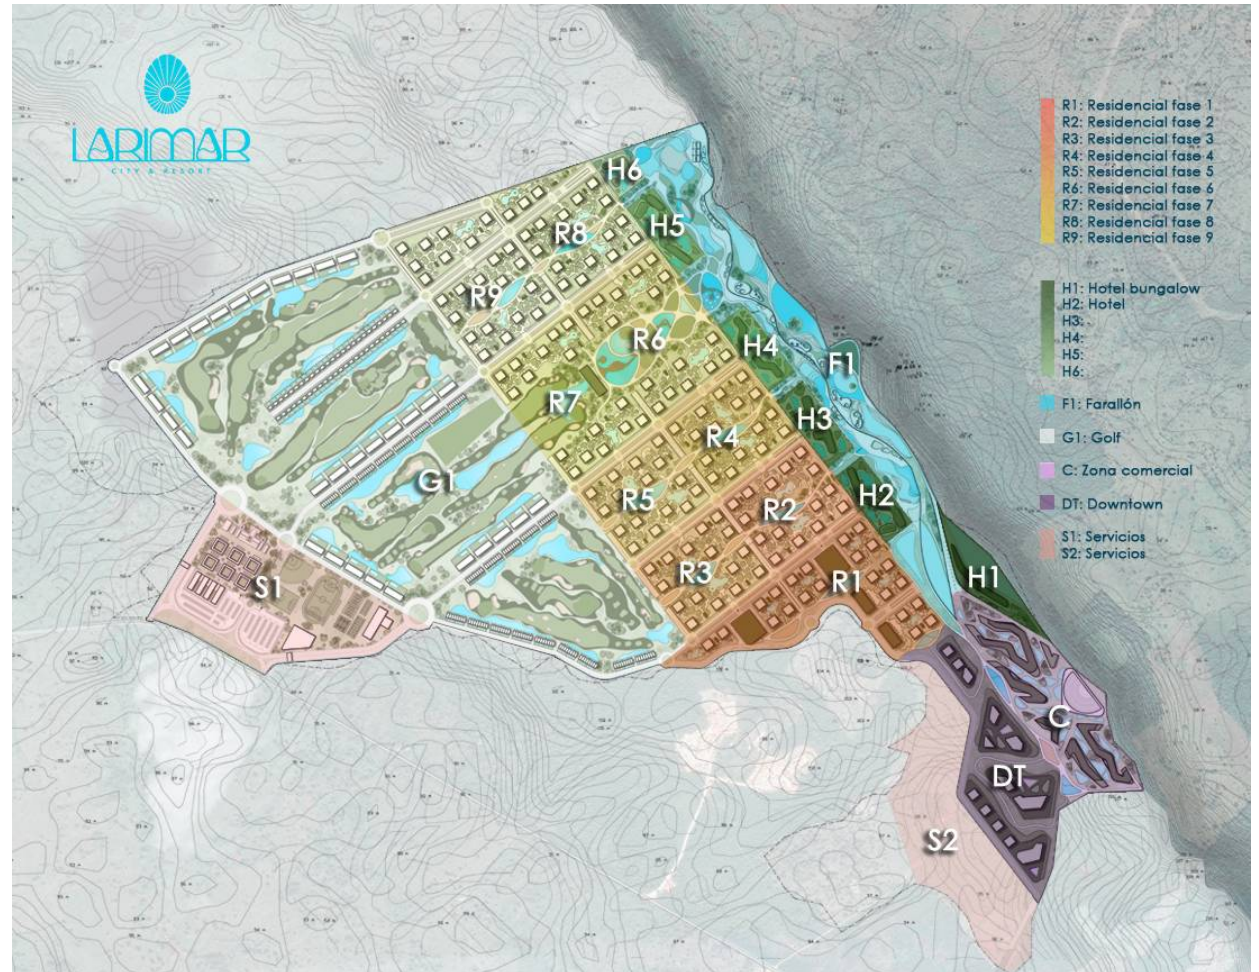 LARIMAR
CITY & RESORT
R1: Residencial fase 1
R2: Residencial fase 2
R3: Residencial fase 3
R4: Residencial fase 4
R5: Residencial fase 5
R6: Residencial fase 6
R7: Residencial fase 7
R8: Residencial fase 8
R9: Residencial fase 9
H1: Hotel bungalow
H2: Hotel
H3:
H4:
H5:
H6:
F1: Farallón
G1: Golf
C: Zona comercial
DT: Downtown
S1: Servicios
S2: Servicios
H6
H5
R8
R9
R6
H4
F1
R7
H3
R4
G1
R5
H2
R2
R3
R1
H1
S1
C
DT
S2